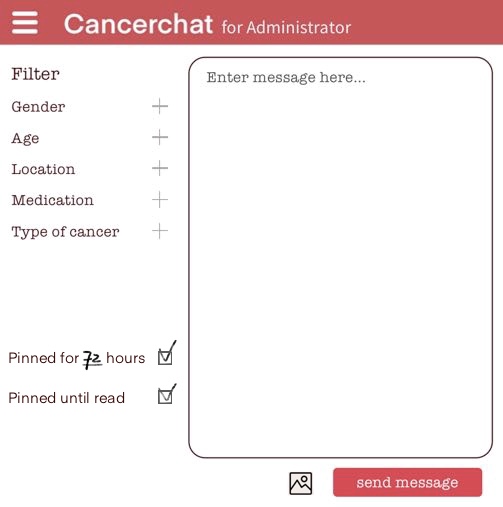 Cancerchat for Administrator
Filter
Gender
Age
Location
Medication
Type of cancer
Pinned for 72 hours
Pinned until read
Enter message here...
send message